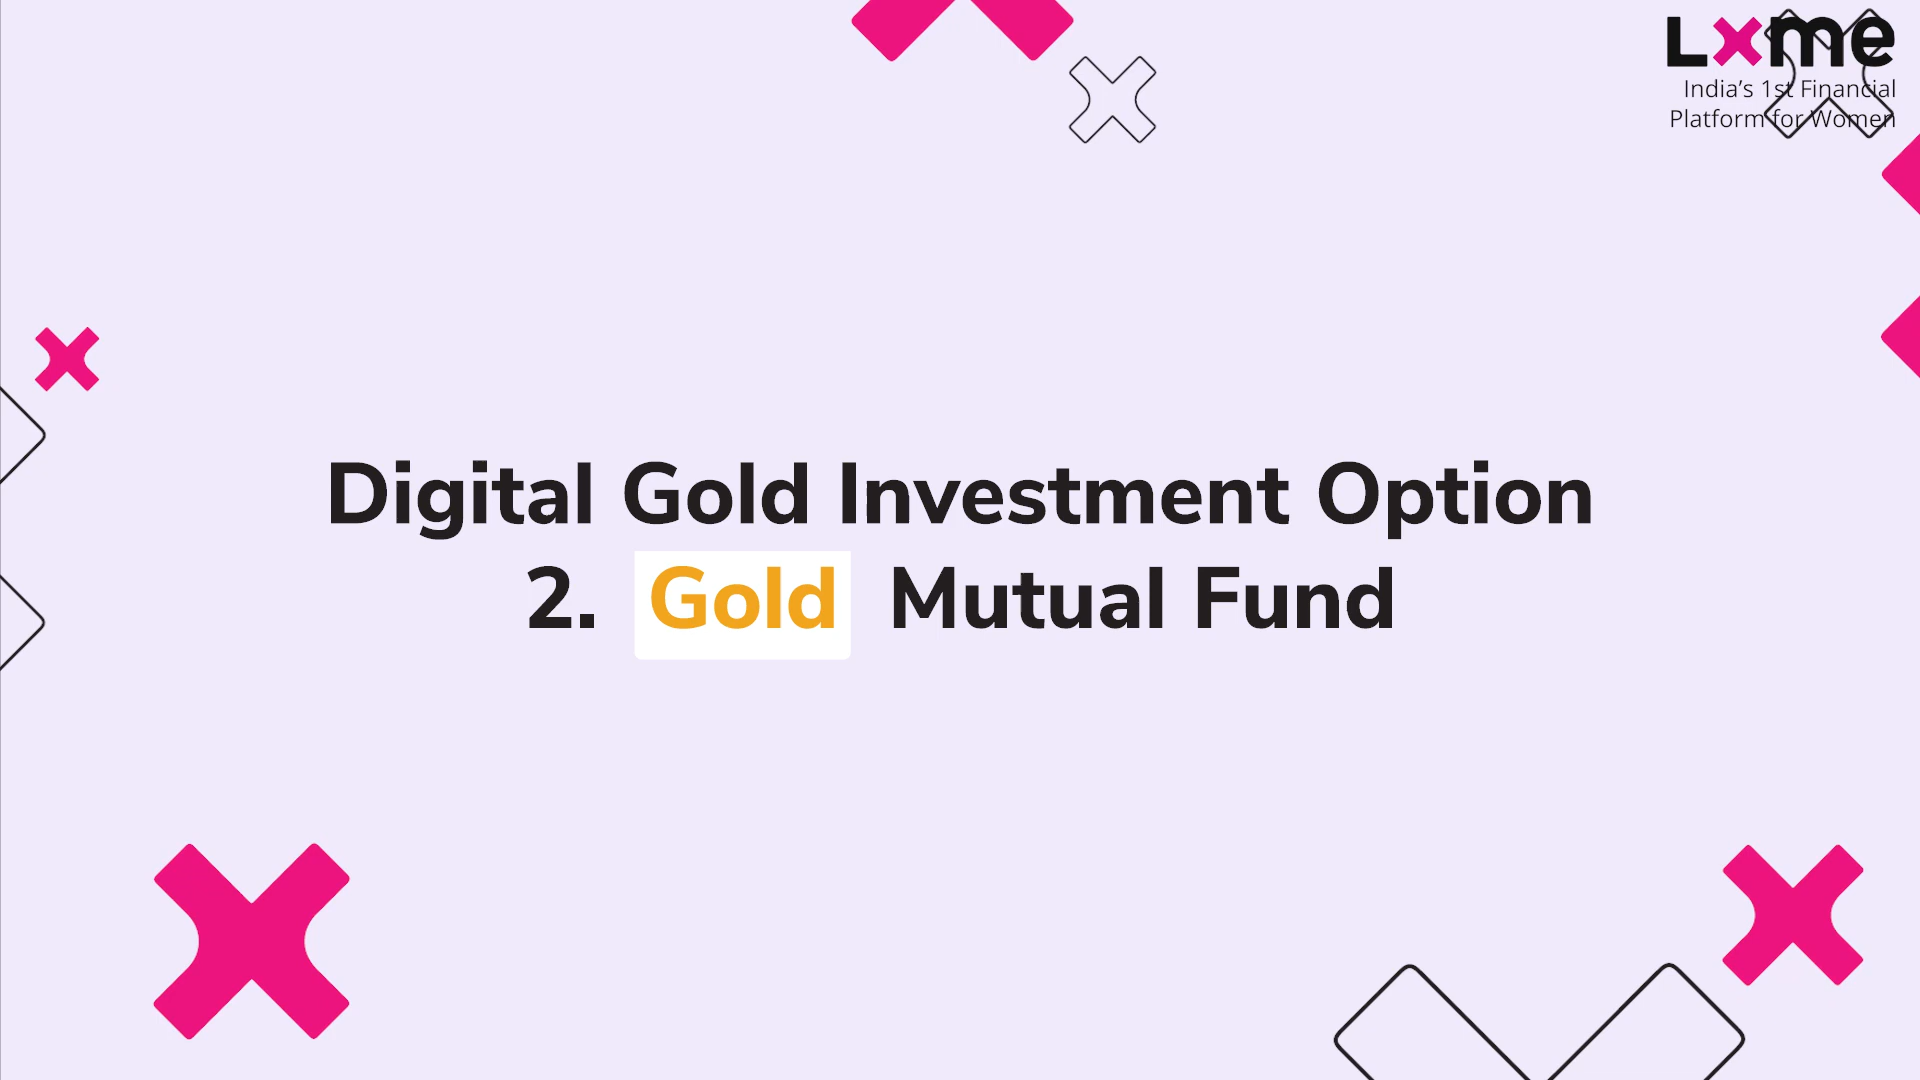 Lxme
India’s 1st Financial
Platform for Women
Digital Gold Investment Option
2. Gold Mutual Fund